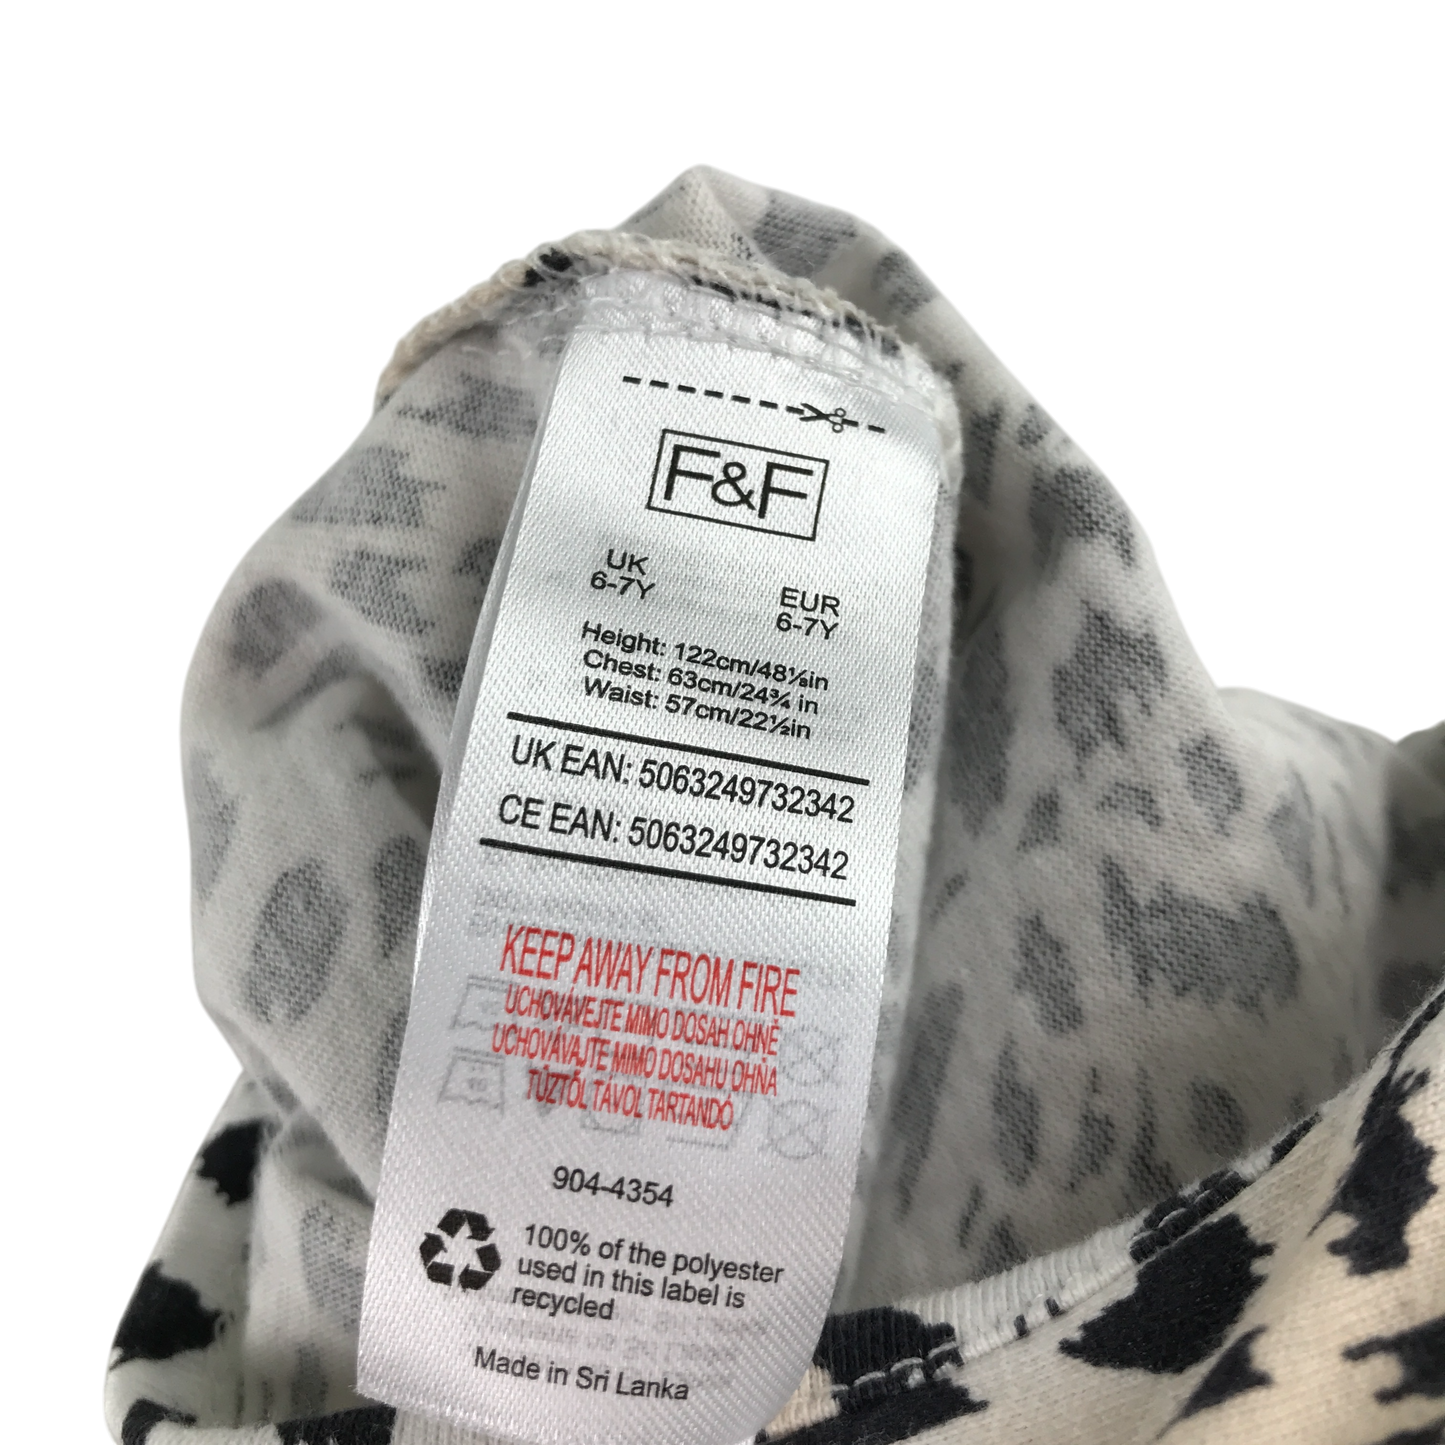 F&F
UK
6-7Y
EUR
6-7Y
Height: 122cm/48⅛in
Chest: 63cm/24¾ in
Waist: 57cm/22½in
UK EAN: 5063249732342
CE EAN: 5063249732342
KEEP AWAY FROM FIRE
UCHOVÁVEJTE MIMO DOSAH OHNĚ
UCHOVÁVAJTE MIMO DOSAHU OHŇA
TŰZTŐL TÁVOL TARTANDÓ
904-4354
100% of the polyester
used in this label is
recycled
Made in Sri Lanka